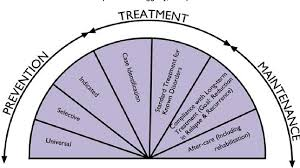 PREVENTION
TREATMENT
MAINTENANCE
Universal
Selective
Indicated
Case Identification
Standard Treatment for
Known Disorders
Compliance with Long-term
Treatment (Goal: Reduction
in Relapse & Recurrence)
After-care (Including
rehabilitation)